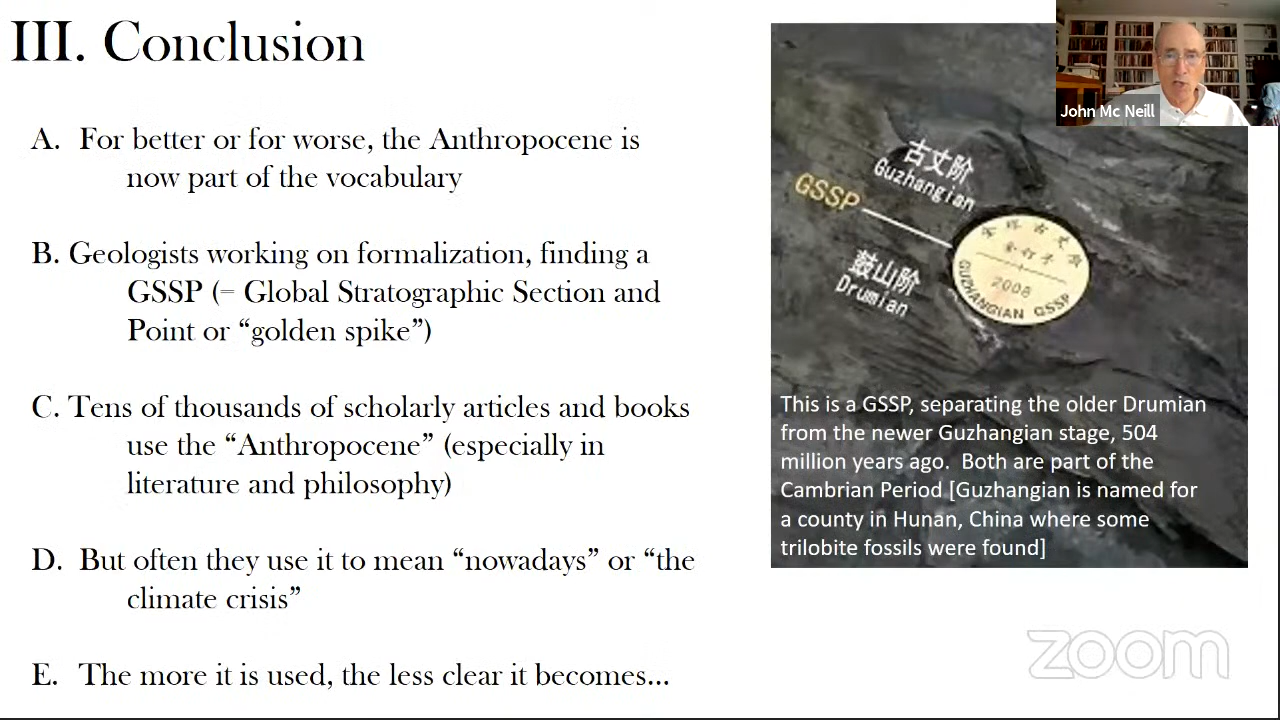 III. Conclusion
A. For better or for worse, the Anthropocene is
now part of the vocabulary
B. Geologists working on formalization, finding a
GSSP (= Global Stratographic Section and
Point or “golden spike”)
C. Tens of thousands of scholarly articles and books
use the “Anthropocene” (especially in
literature and philosophy)
D. But often they use it to mean “nowadays” or “the
climate crisis”
E. The more it is used, the less clear it becomes...
John Mc Neill
古丈阶
Guzhangian
GSSP
鼓山阶
Drumian
2008
GUZHANGIAN GSSP
This is a GSSP, separating the older Drumian
from the newer Guzhangian stage, 504
million years ago. Both are part of the
Cambrian Period [Guzhangian is named for
a county in Hunan, China where some
trilobite fossils were found]
zoom